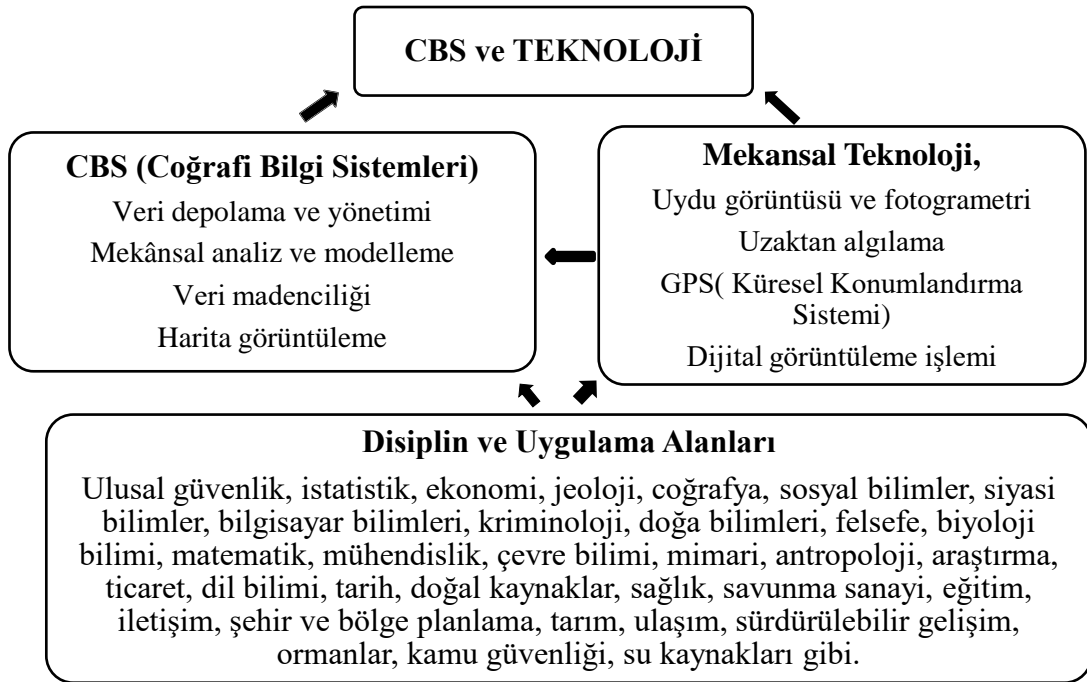 CBS ve TEKNOLOJİ
CBS (Coğrafi Bilgi Sistemleri)
Veri depolama ve yönetimi
Mekânsal analiz ve modelleme
Veri madenciliği
Harita görüntüleme
Mekansal Teknoloji,
Uydu görüntüsü ve fotogrametri
Uzaktan algılama
GPS( Küresel Konumlandırma
Sistemi)
Dijital görüntüleme işlemi
Disiplin ve Uygulama Alanları
Ulusal güvenlik, istatistik, ekonomi, jeoloji, coğrafya, sosyal bilimler, siyasi
bilimler, bilgisayar bilimleri, kriminoloji, doğa bilimleri, felsefe, biyoloji
bilimi, matematik, mühendislik, çevre bilimi, mimari, antropoloji, araştırma,
ticaret, dil bilimi, tarih, doğal kaynaklar, sağlık, savunma sanayi, eğitim,
iletişim, şehir ve bölge planlama, tarım, ulaşım, sürdürülebilir gelişim,
ormanlar, kamu güvenliği, su kaynakları gibi.